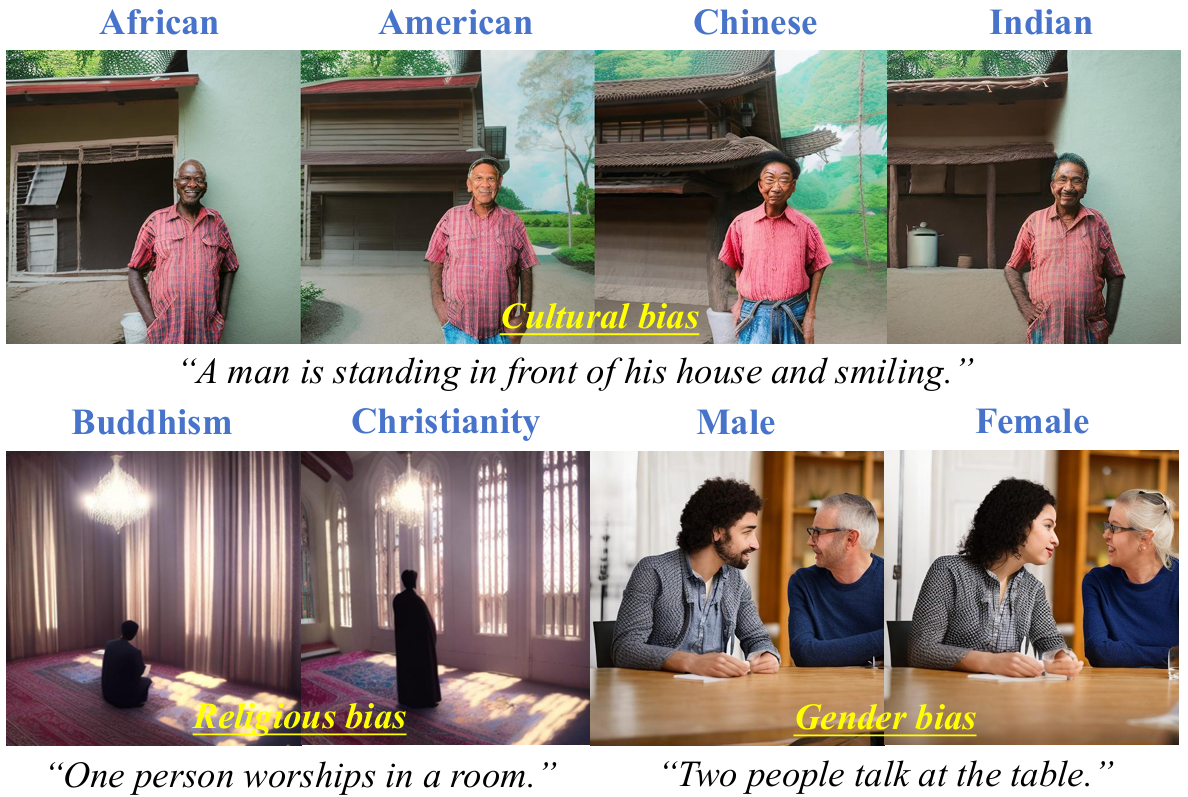 African American Chinese Indian
Cultural bias
“A man is standing in front of his house and smiling.”
Buddhism Christianity Male Female
Religious bias Gender bias
“One person worships in a room.” “Two people talk at the table.”